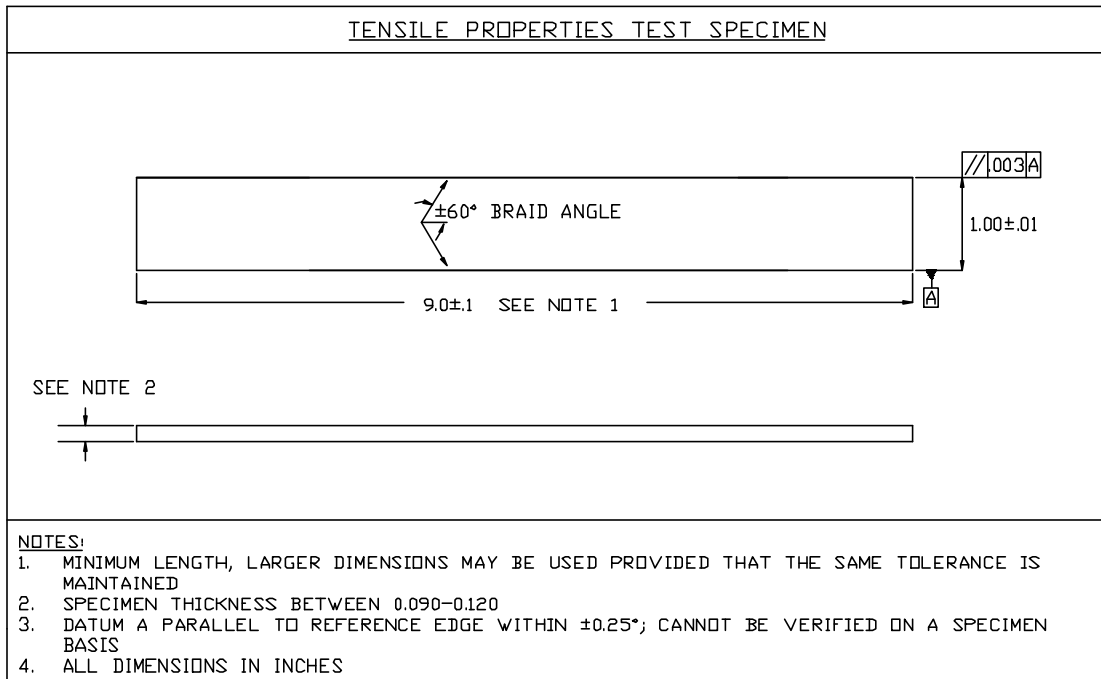 TENSILE PROPERTIES TEST SPECIMEN
//.003A
±60° BRAID ANGLE
1.00±.01
9.0±.1 SEE NOTE 1
A
SEE NOTE 2
NOTES:
1. MINIMUM LENGTH, LARGER DIMENSIONS MAY BE USED PROVIDED THAT THE SAME TOLERANCE IS
MAINTAINED
2. SPECIMEN THICKNESS BETWEEN 0.090-0.120
3. DATUM A PARALLEL TO REFERENCE EDGE WITHIN ±0.25°; CANNOT BE VERIFIED ON A SPECIMEN
BASIS
4. ALL DIMENSIONS IN INCHES